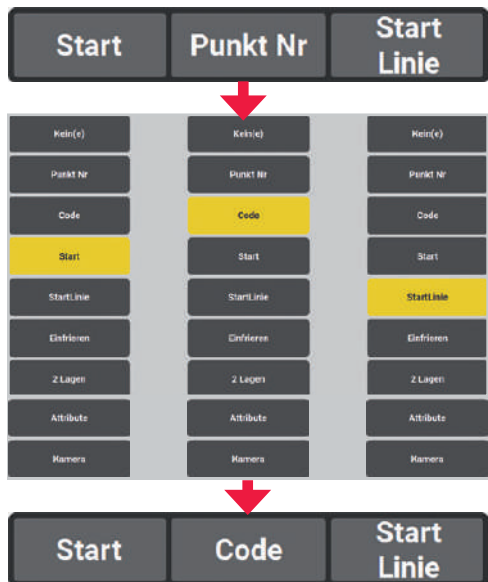 Start Punkt Nr Start
Linie
Kein(e) Kein(e) Kein(e)
Punkt Nr Punkt Nr Punkt Nr
Code Code Code
Start Start Start
StartLinie StartLinie StartLinie
Einfrieren Einfrieren Einfrieren
2 Lagen 2 Lagen 2 Lagen
Attribute Attribute Attribute
Kamera Kamera Kamera
Start Code Start
Linie